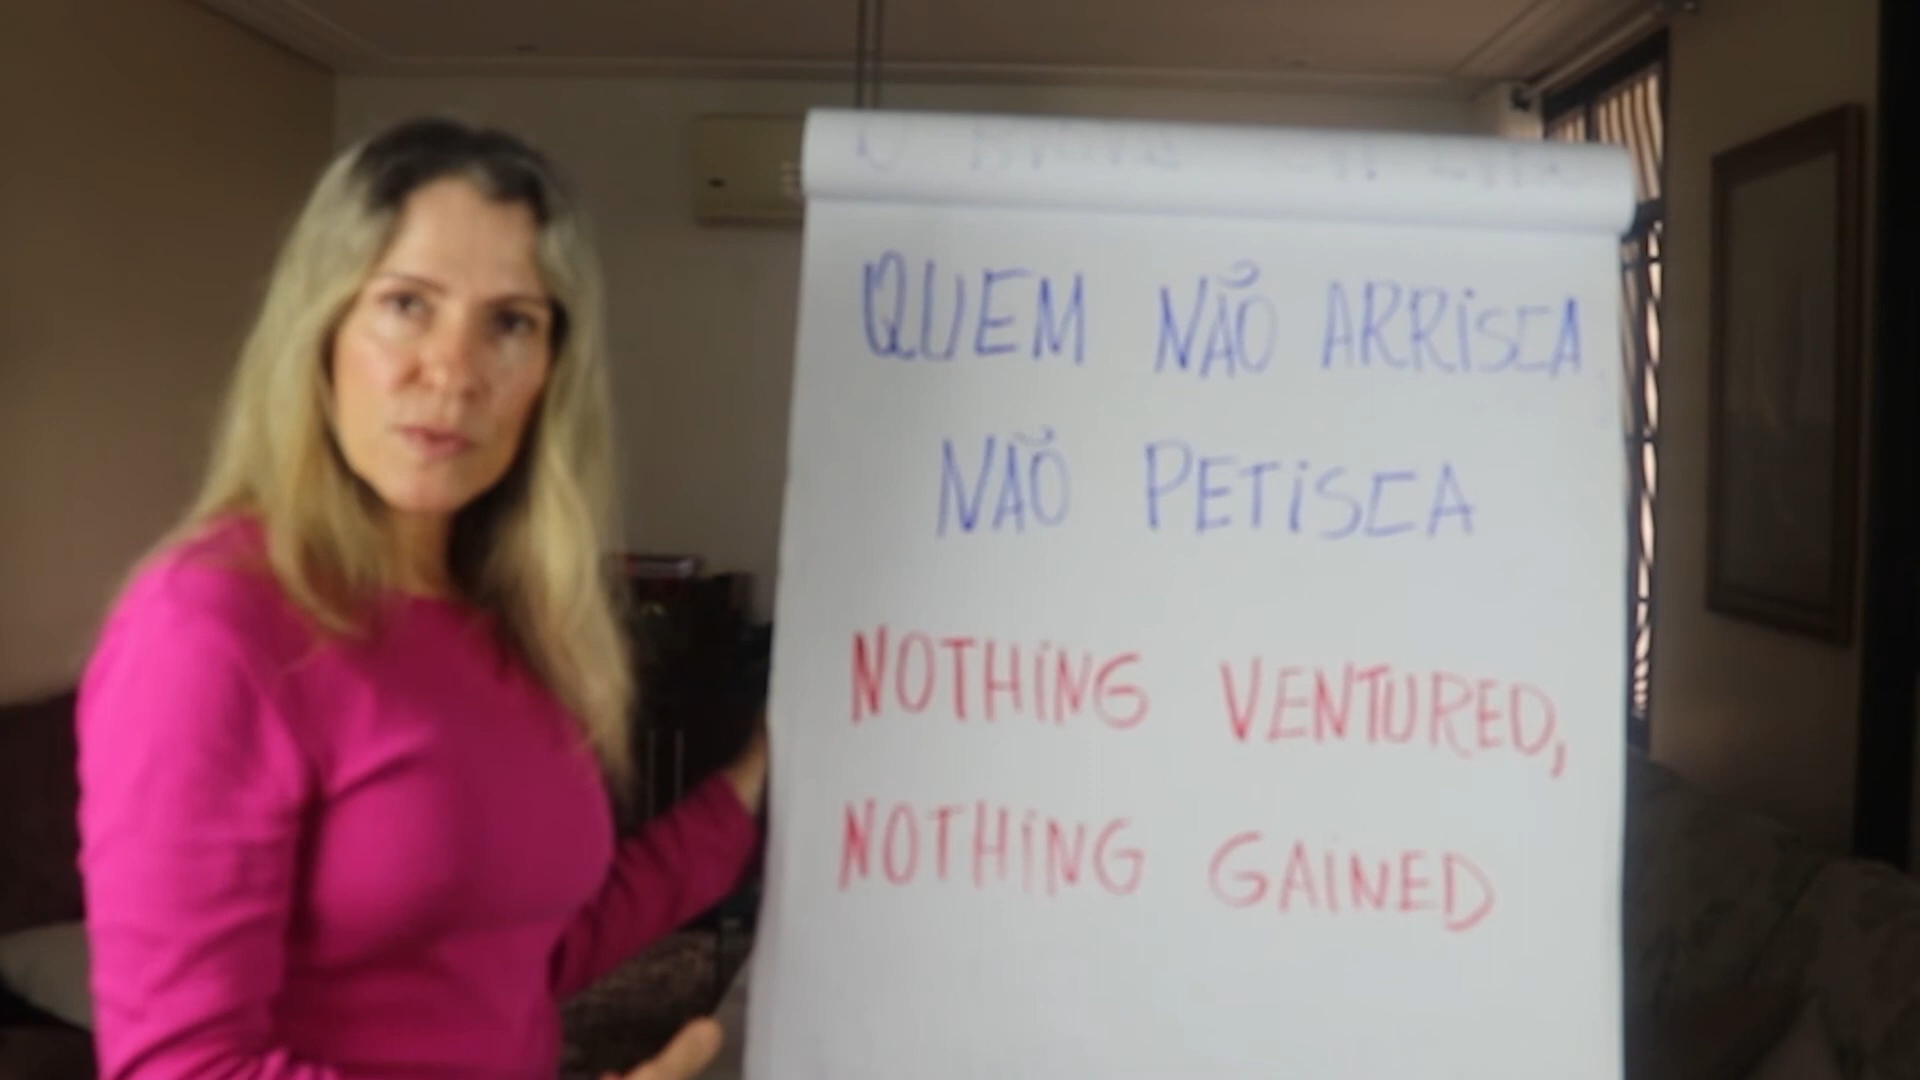 QUEM NÃO ARRISCA
NÃO PETISCA
NOTHING VENTURED,
NOTHING GAINED